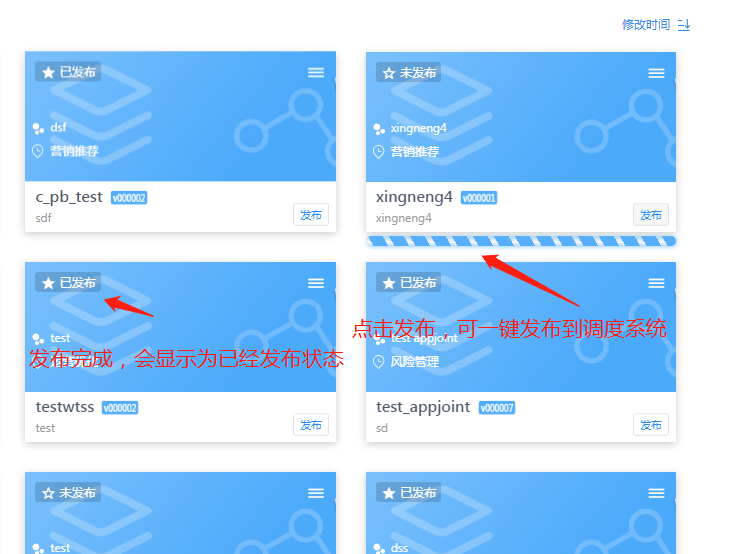 修改时间
已发布
dsf
营销推荐
c_pb_test v000002
sdf
发布
未发布
xingneng4
营销推荐
xingneng4 v000001
xingneng4
发布
已发布
test
发布完成，会显示为已经发布状态
testwtss v000002
test
发布
已发布
点击发布，可一键发布到调度系统
test appjoint
风险管理
test_appjoint v000007
sd
发布
未发布
test
已发布
dss